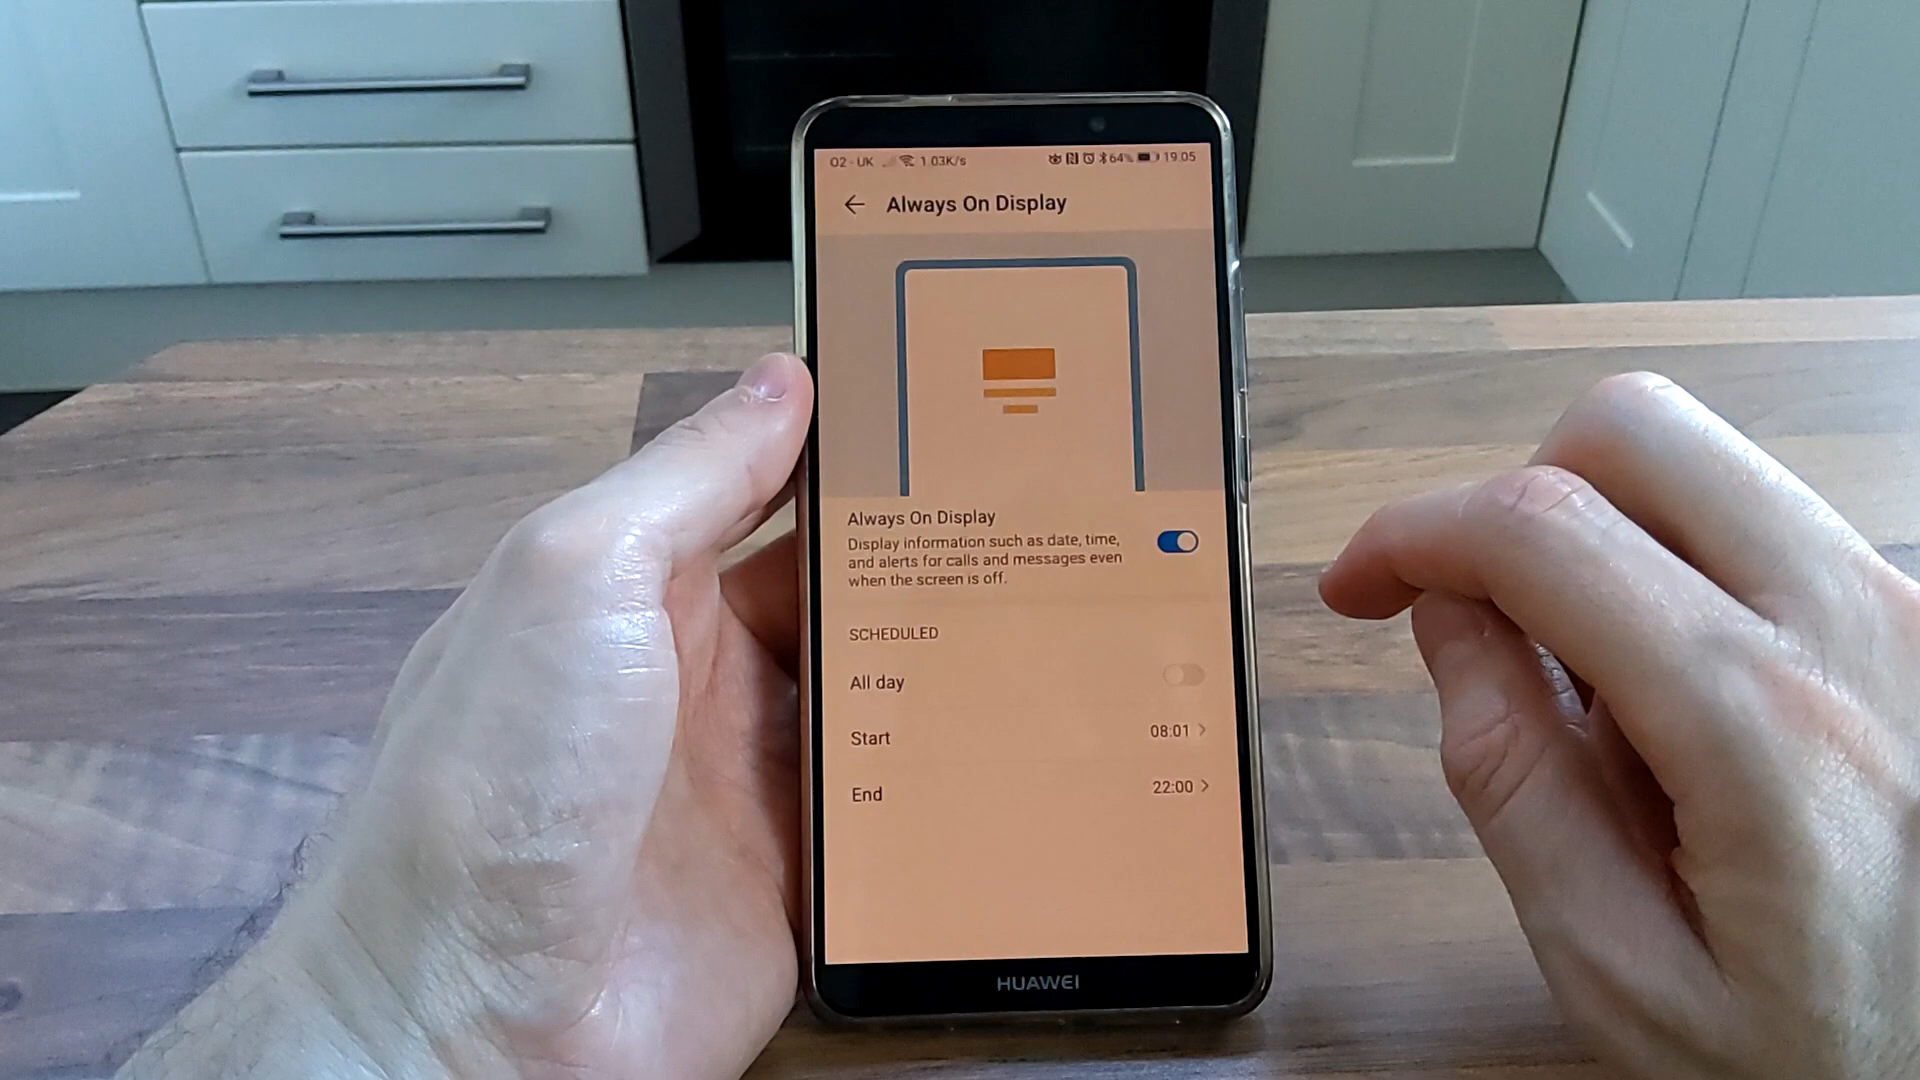 O2 - UK 1.03K/s 64% 19:05
Always On Display
Always On Display
Display information such as date, time,
and alerts for calls and messages even
when the screen is off.
SCHEDULED
All day
Start 08:01
End 22:00
HUAWEI